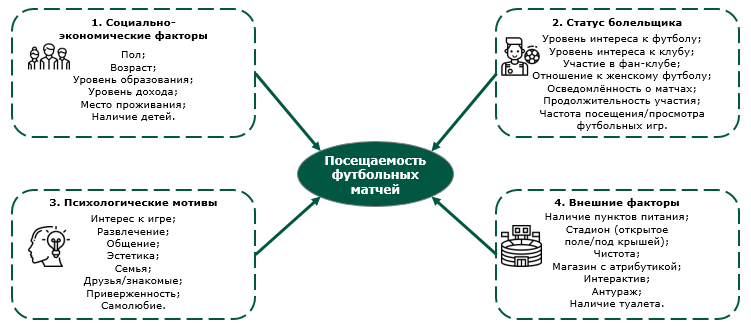 1. Социально-
экономические факторы
Пол;
Возраст;
Уровень образования;
Уровень дохода;
Место проживания;
Наличие детей.
2. Статус болельщика
Уровень интереса к футболу;
Уровень интереса к клубу;
Участие в фан-клубе;
Отношение к женскому футболу;
Осведомлённость о матчах;
Продолжительность участия;
Частота посещения/просмотра
футбольных игр.
Посещаемость
футбольных
матчей
3. Психологические мотивы
Интерес к игре;
Развлечение;
Общение;
Эстетика;
Семья;
Друзья/знакомые;
Приверженность;
Самолюбие.
4. Внешние факторы
Наличие пунктов питания;
Стадион (открытое
поле/под крышей);
Чистота;
Магазин с атрибутикой;
Интерактив;
Антураж;
Наличие туалета.